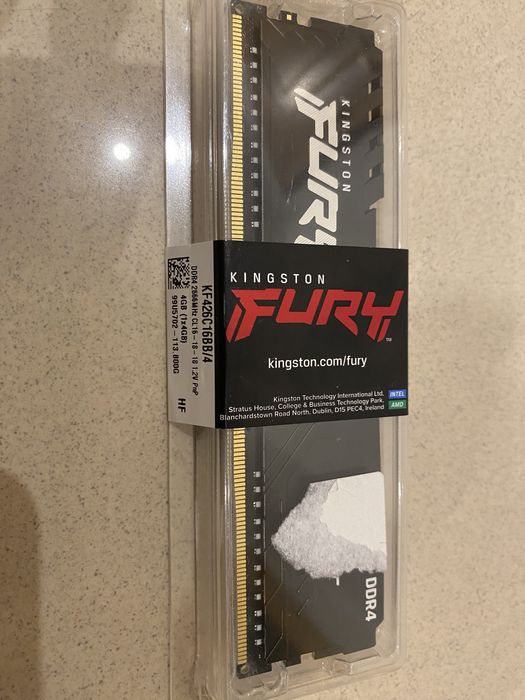 KINGSTON
FURY
KINGSTON
FURY™
kingston.com/fury
Kingston Technology International Ltd,
Stratus House, College & Business Technology Park,
Blanchardstown Road North, Dublin, D15 PEC4, Ireland
INTEL
AMD
KF426C16BB/4
DDR4 2666MHz CL16-18-18 1.2V PnP
4GB (1x4GB)
99U5702-113.B00G
HF
DDR4